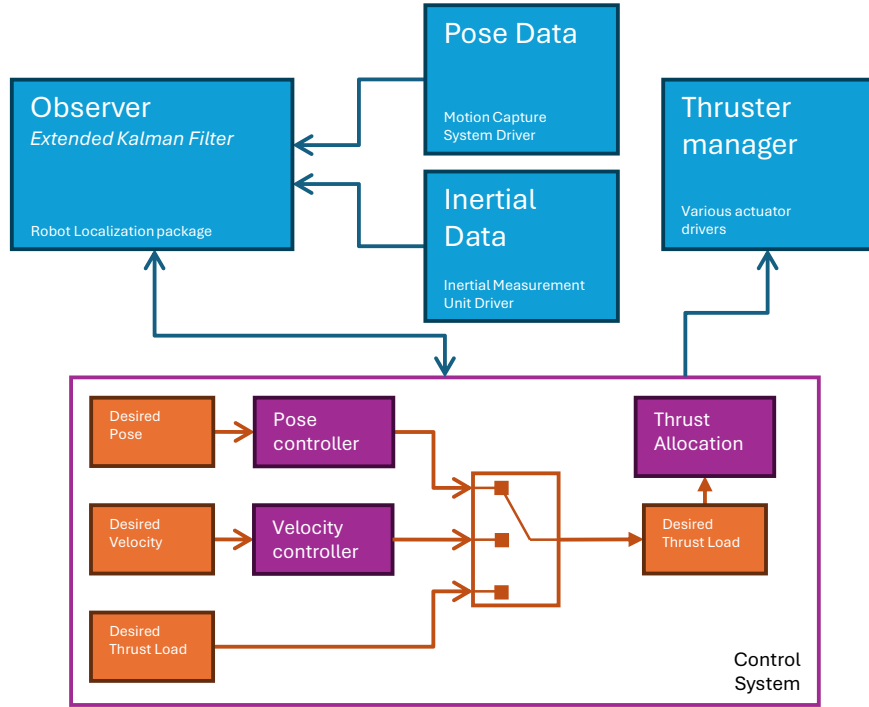 Observer
Extended Kalman Filter
Robot Localization package
Pose Data
Motion Capture
System Driver
Inertial
Data
Inertial Measurement
Unit Driver
Thruster
manager
Various actuator
drivers
Desired
Pose
Pose
controller
Thrust
Allocation
Desired
Velocity
Velocity
controller
Desired
Thrust Load
Desired
Thrust Load
Control
System